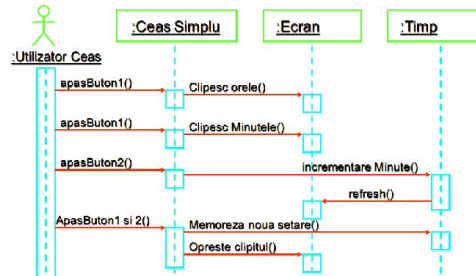 :Ceas Simplu
:Ecran
:Timp
:Utilizator Ceas
apasButon1()
Clipesc orele()
apasButon1()
Clipesc Minutele()
apasButon2()
incrementare Minute()
refresh()
ApasButon1 si 2()
Memoreza noua setare()
Opreste clipitul()